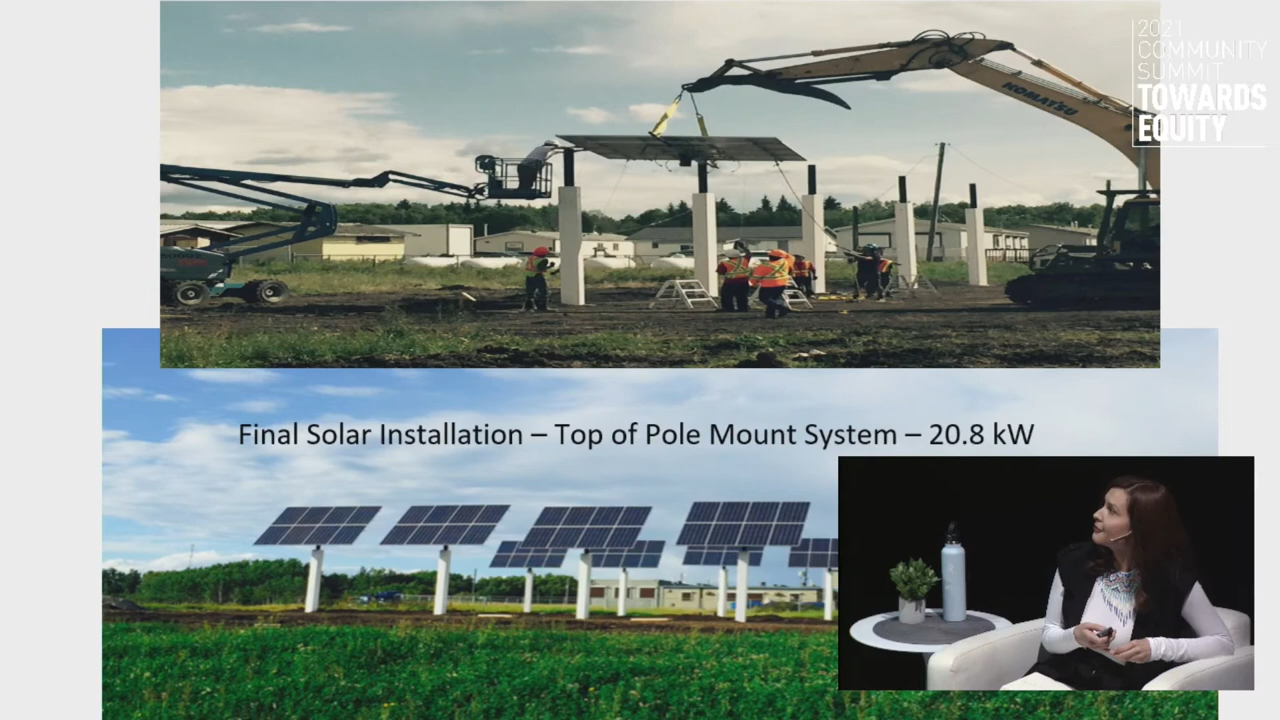 2021
COMMUNITY
SUMMIT
TOWARDS
EQUITY
KOMATSU
Final Solar Installation – Top of Pole Mount System – 20.8 kW